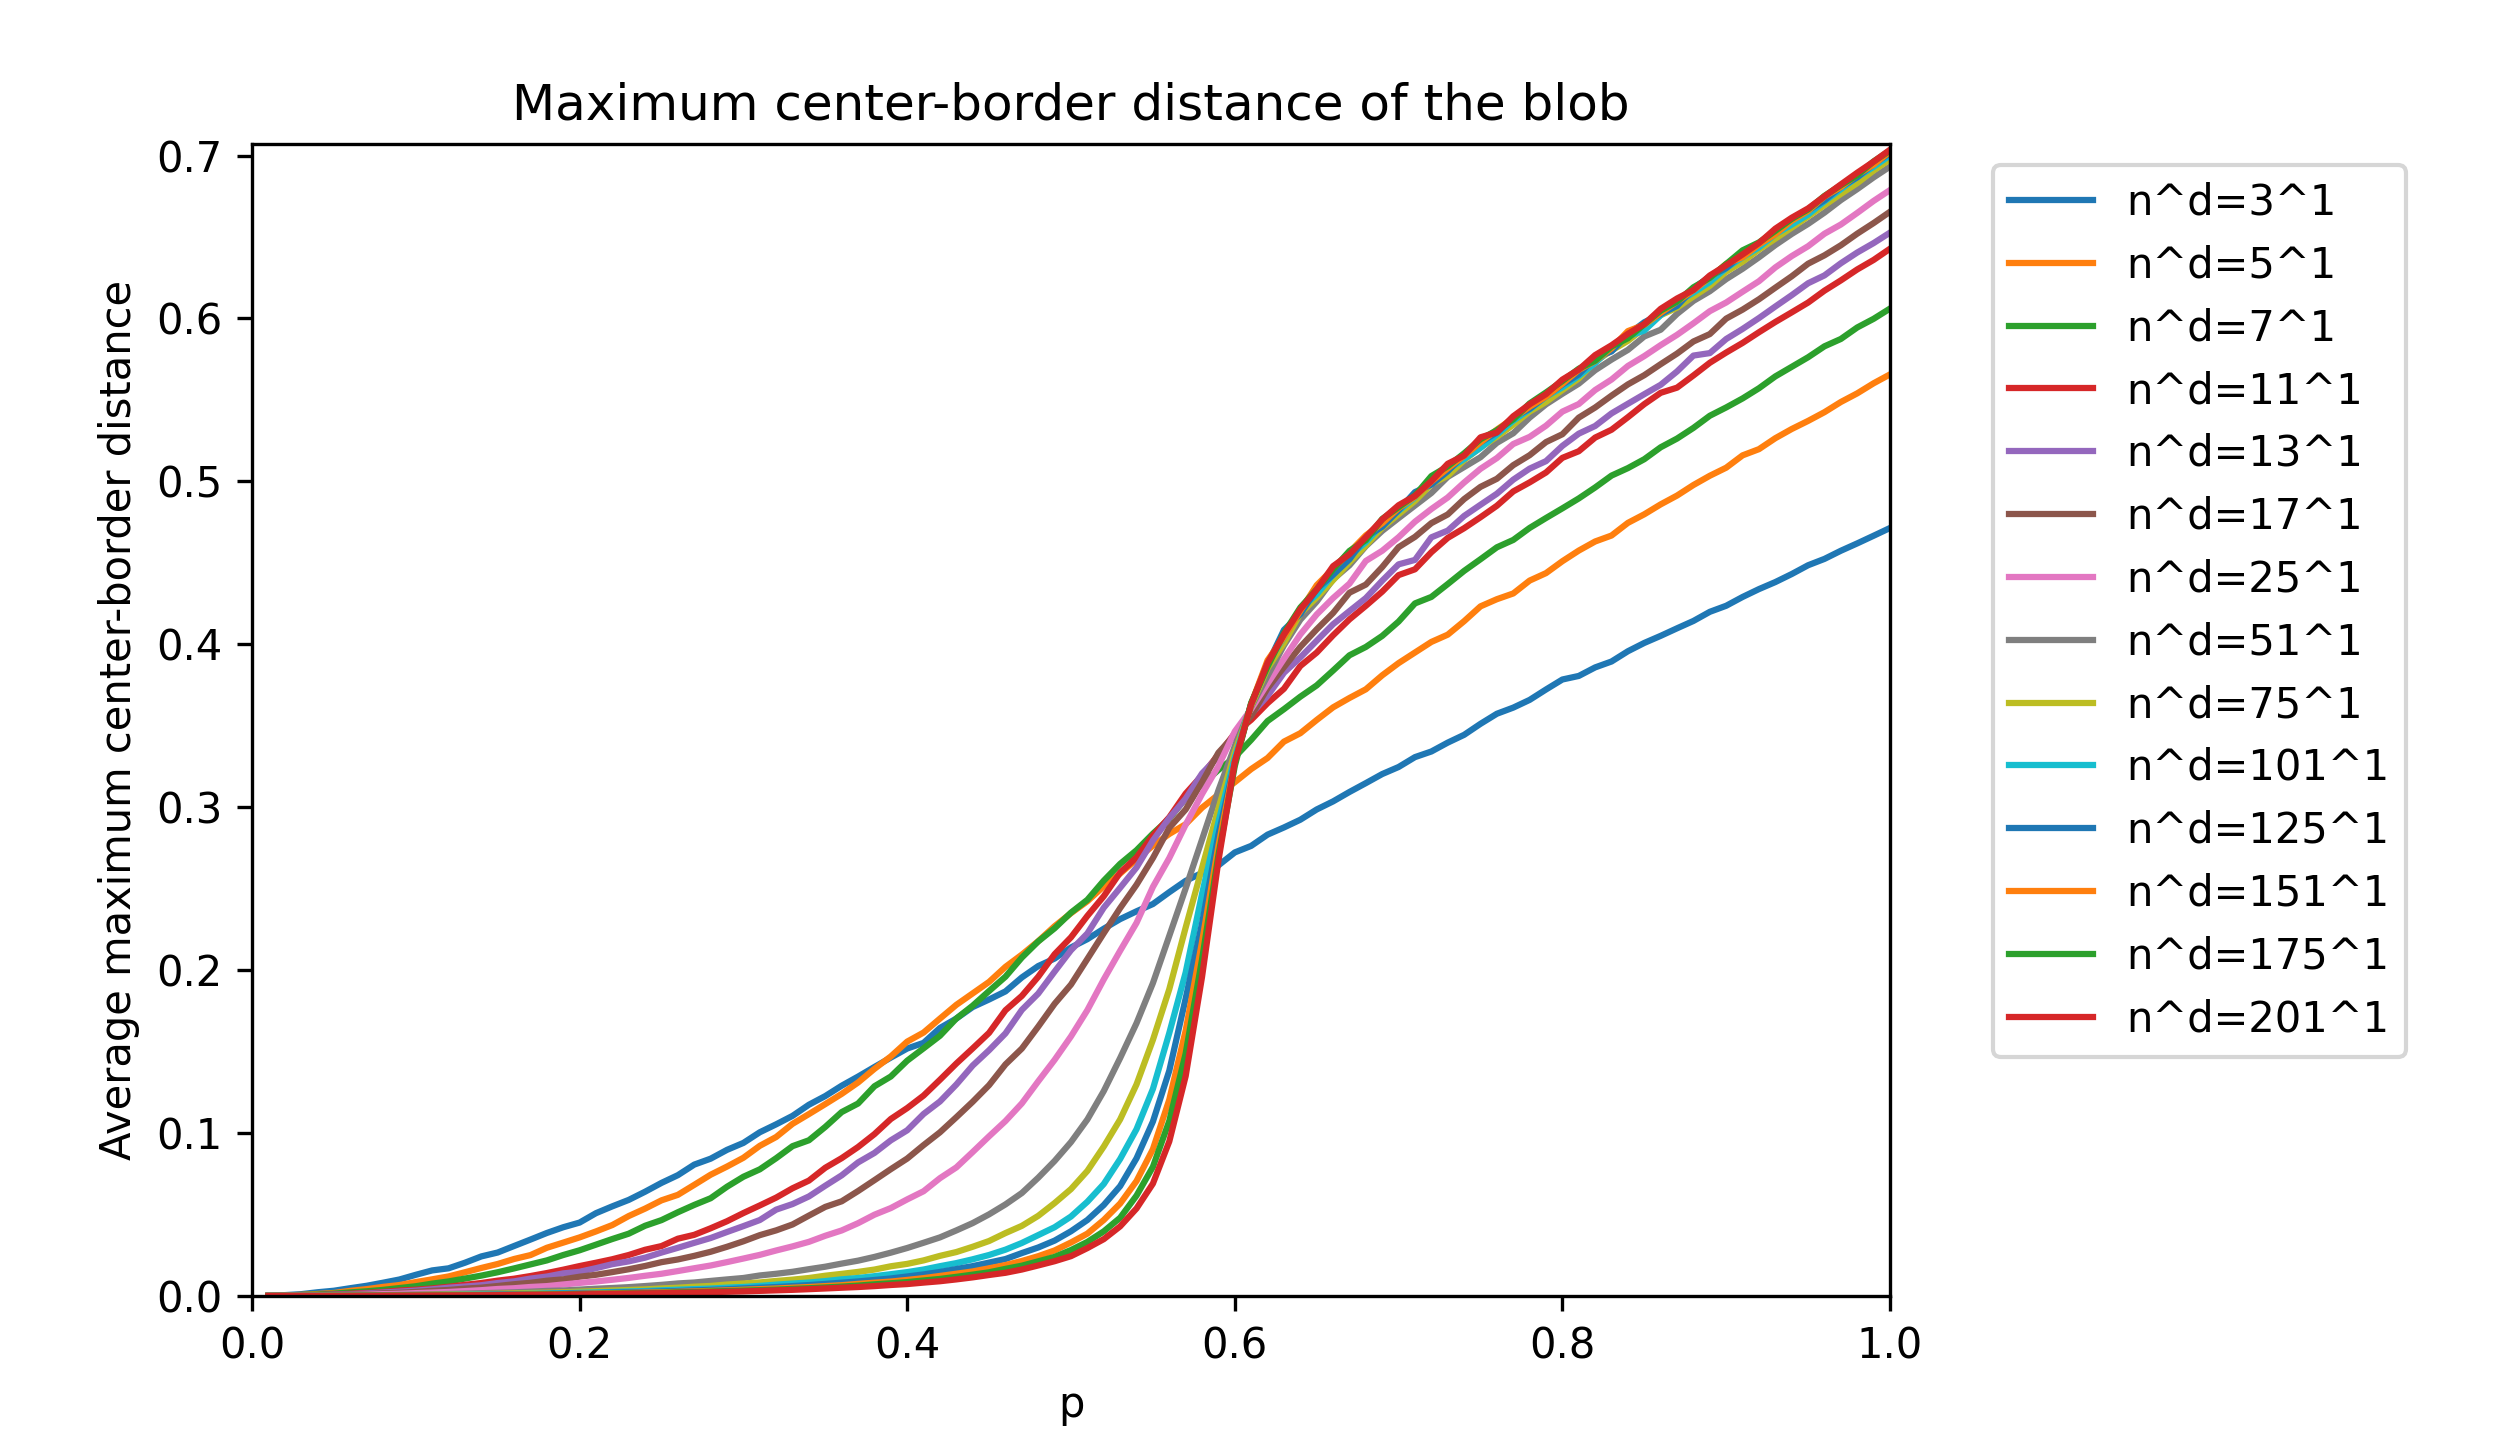 Maximum center-border distance of the blob
Average maximum center-border distance
0.7
0.6
0.5
0.4
0.3
0.2
0.1
0.0
0.0 0.2 0.4 0.6 0.8 1.0
p
n^d=3^1
n^d=5^1
n^d=7^1
n^d=11^1
n^d=13^1
n^d=17^1
n^d=25^1
n^d=51^1
n^d=75^1
n^d=101^1
n^d=125^1
n^d=151^1
n^d=175^1
n^d=201^1